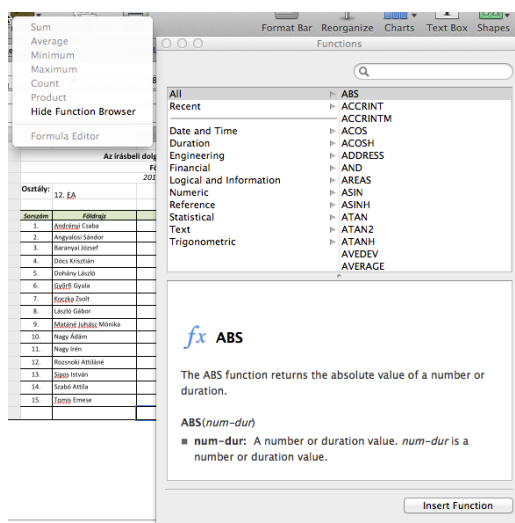 Sum
Average
Minimum
Maximum
Count
Product
Hide Function Browser
Formula Editor
Format Bar Reorganize Charts Text Box Shapes
Functions
All
Recent
Date and Time
Duration
Engineering
Financial
Logical and Information
Numeric
Reference
Statistical
Text
Trigonometric
ABS
ACCRINT
ACCRINTM
ACOS
ACOSH
ADDRESS
AND
AREAS
ASIN
ASINH
ATAN
ATAN2
ATANH
AVEDEV
AVERAGE
fx ABS
The ABS function returns the absolute value of a number or
duration.
ABS(num-dur)
num-dur: A number or duration value. num-dur is a
number or duration value.
Insert Function
Az írásbeli dolg
Fö
201
Osztály: 12. EA
Sorszám Földrajz
1. Andrényi Csaba
2. Angyalosi Sándor
3. Baranyai József
4. Dócs Krisztián
5. Dohány László
6. Győrfi Gyula
7. Koczka Zsolt
8. László Gábor
9. Matáné Juhász Mónika
10. Nagy Ádám
11. Nagy Irén
12. Rozsnoki Attiláné
13. Sipos István
14. Szabó Attila
15. Tomis Emese